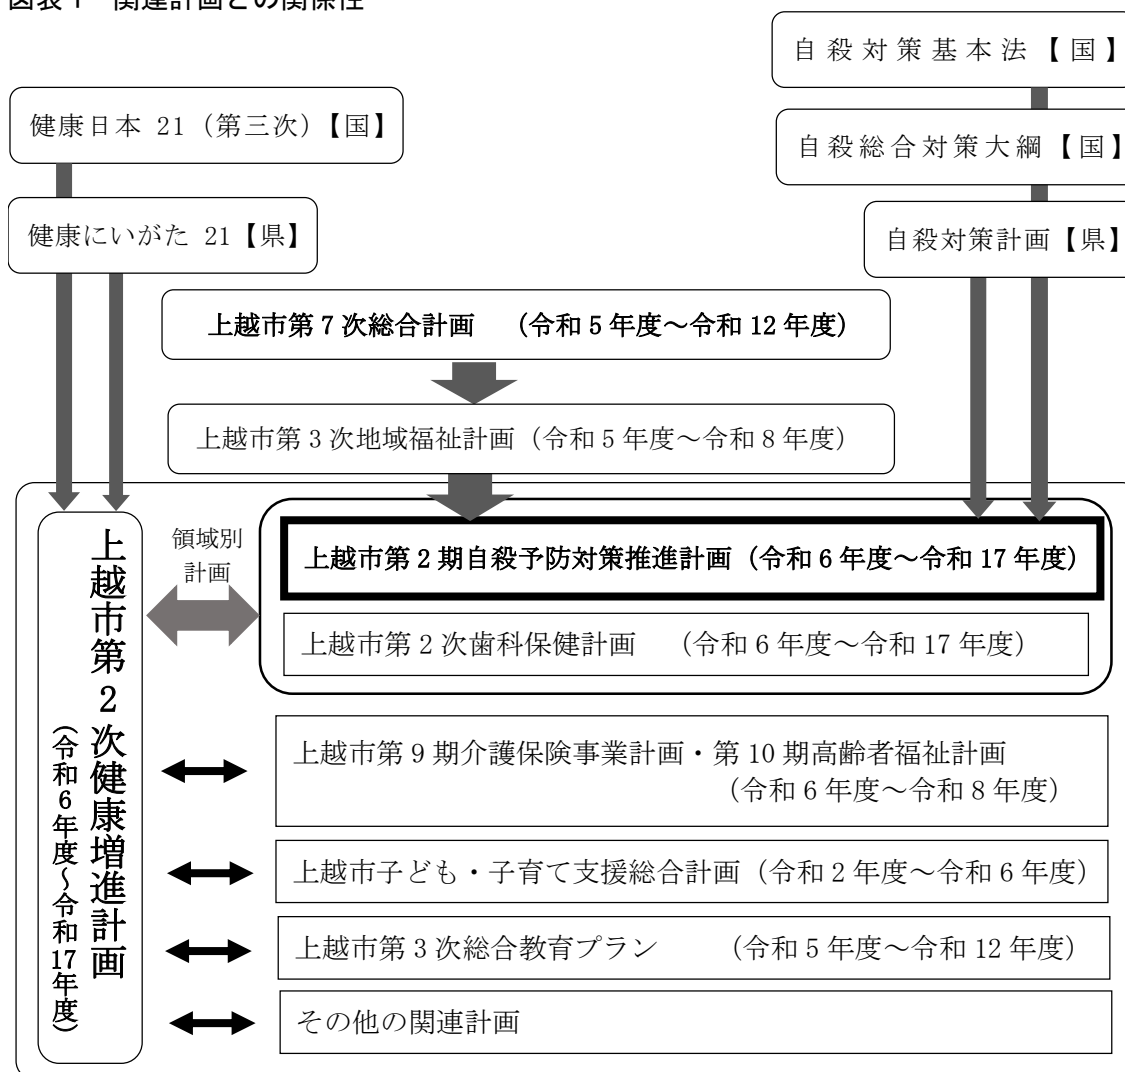 図表1 関連計画との関係性
自殺対策基本法【国】
健康日本 21（第三次）【国】
自殺総合対策大綱【国】
健康にいがた 21【県】
自殺対策計画【県】
上越市第７次総合計画　（令和５年度～令和 12 年度）
上越市第３次地域福祉計画（令和５年度～令和８年度）
上越市第２次健康増進計画
（令和６年度～令和17年度）
領域別
計画
上越市第２期自殺予防対策推進計画（令和６年度～令和 17 年度）
上越市第２次歯科保健計画　（令和６年度～令和 17 年度）
上越市第９期介護保険事業計画・第 10 期高齢者福祉計画
（令和６年度～令和８年度）
上越市子ども・子育て支援総合計画（令和２年度～令和６年度）
上越市第３次総合教育プラン　　（令和５年度～令和 12 年度）
その他の関連計画